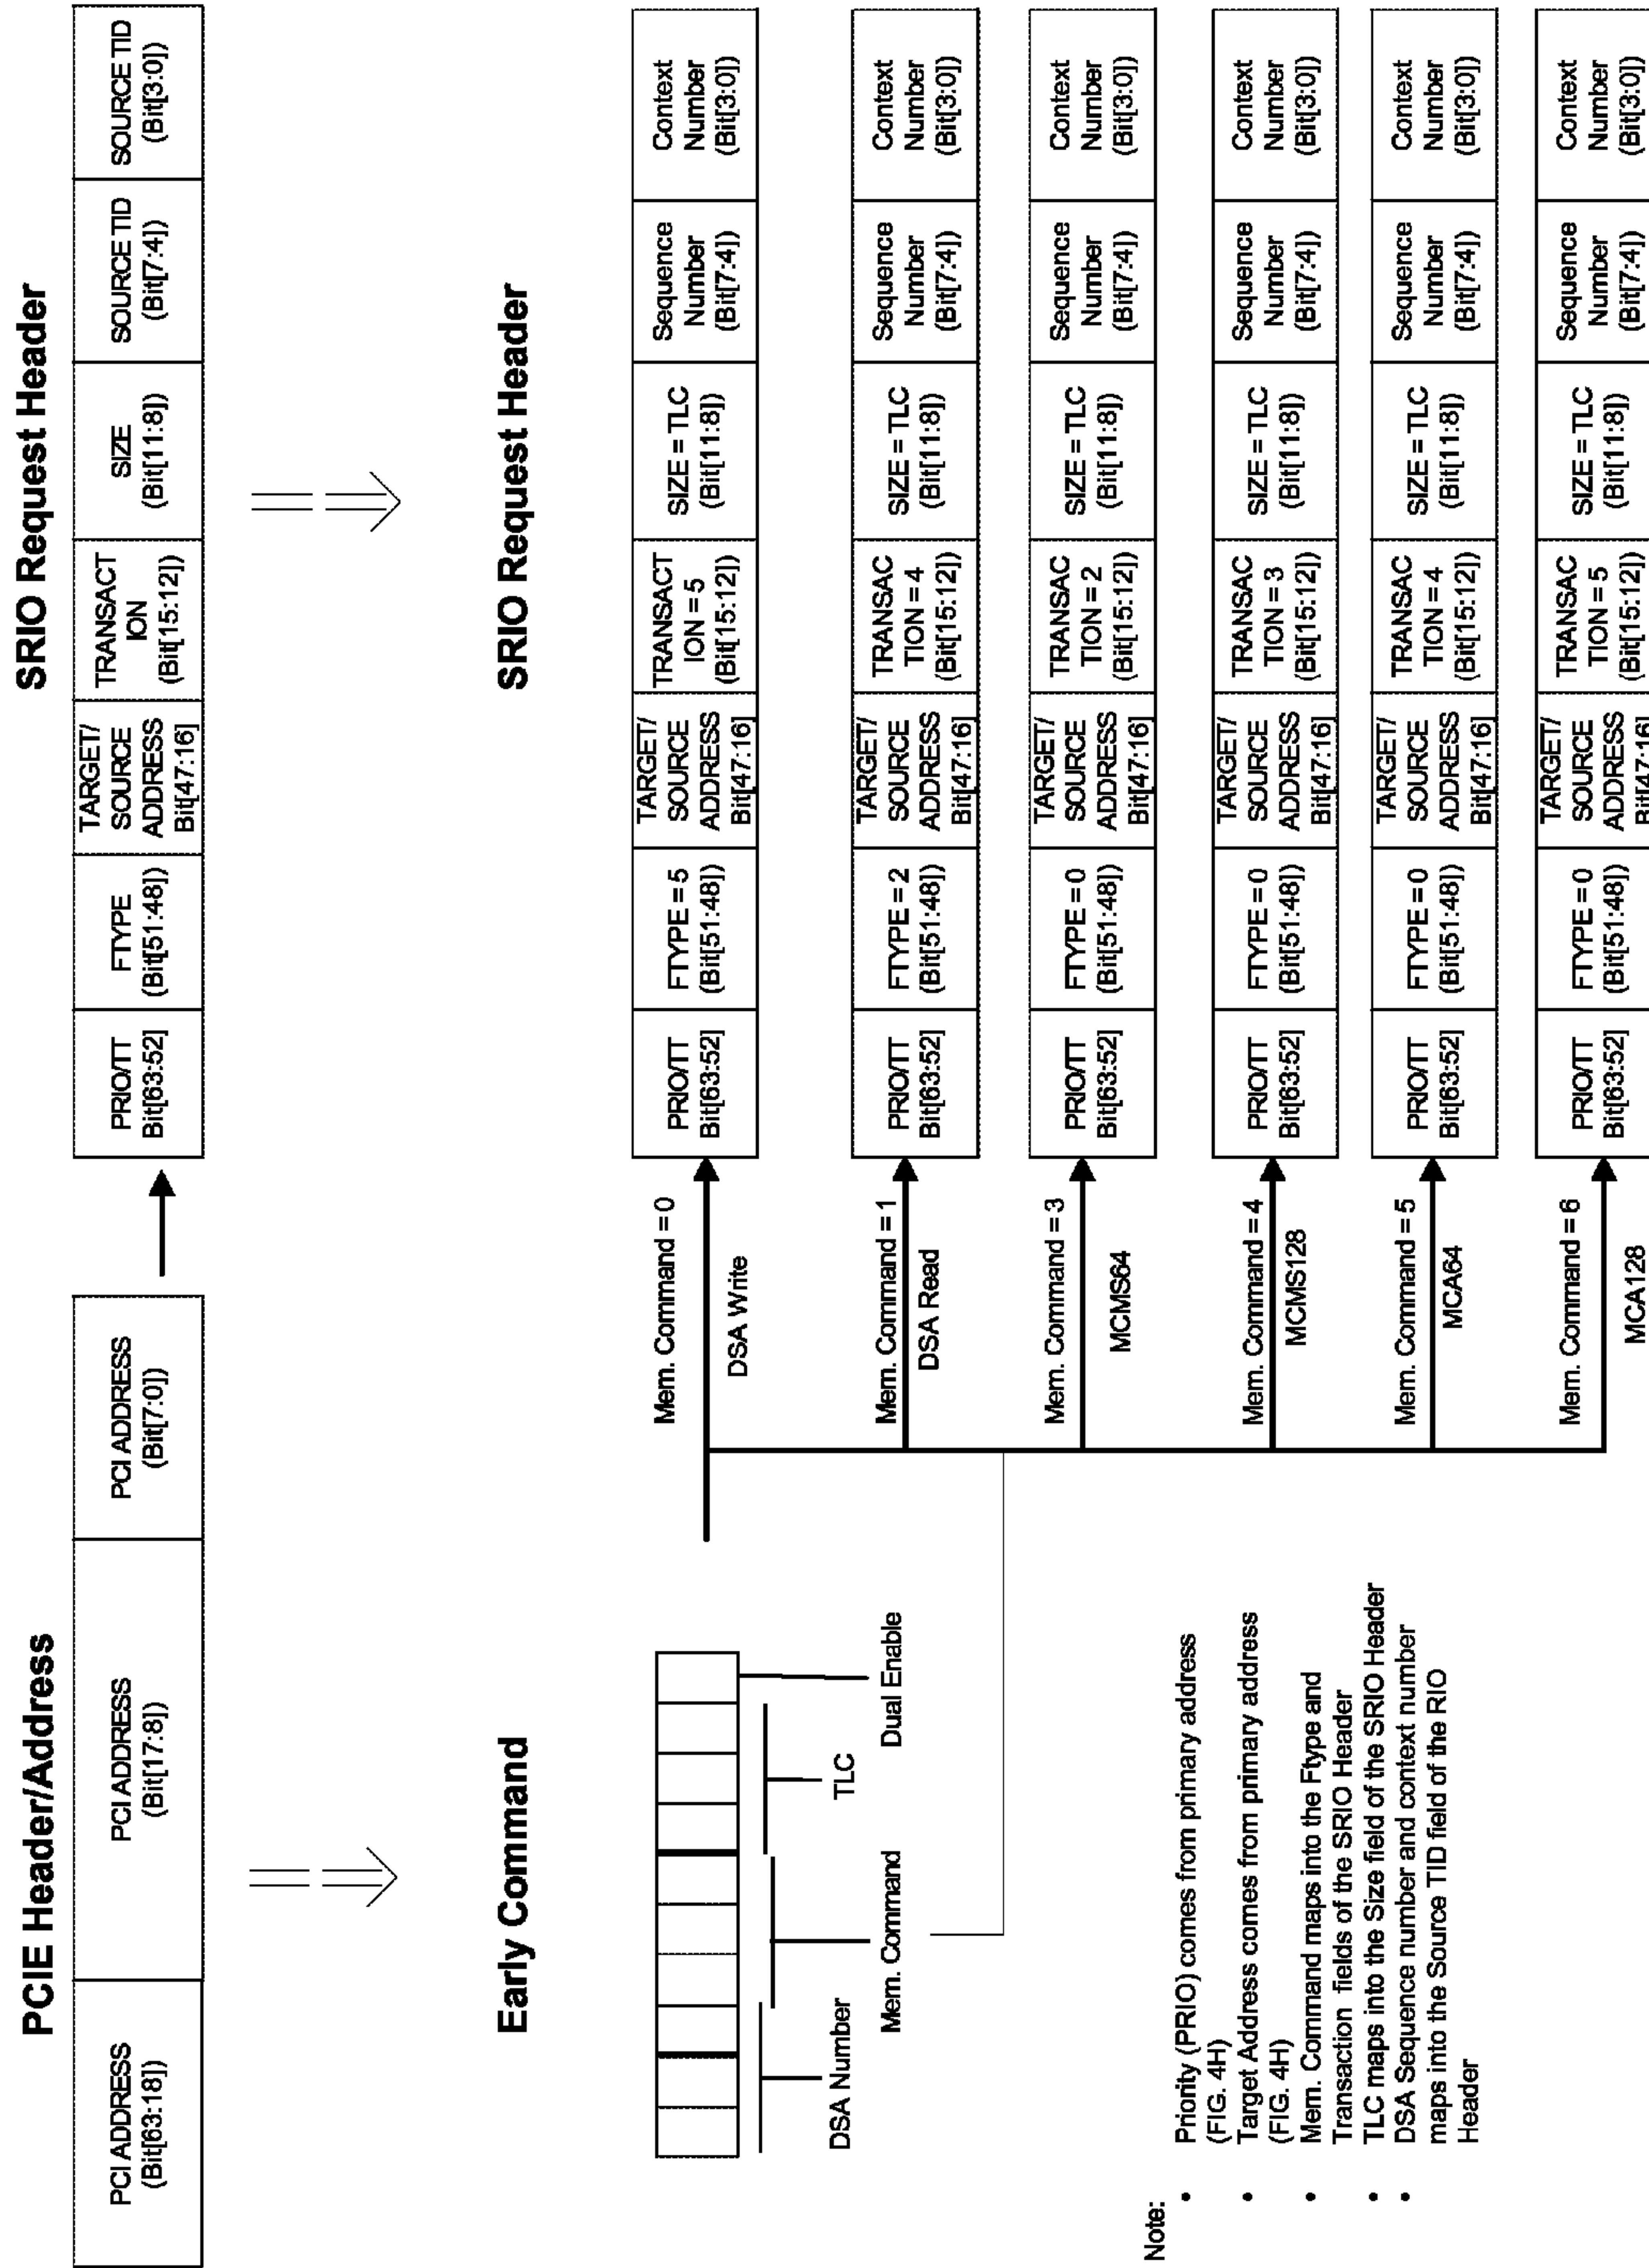 PCIE Header/Address
PCI ADDRESS
(Bit[63:18])
PCI ADDRESS
(Bit[17:8])
PCI ADDRESS
(Bit[7:0])
SRIO Request Header
PRIO/TT
Bit[63:52]
FTYPE
(Bit[51:48])
TARGET/
SOURCE
ADDRESS
Bit[47:16]
TRANSACT
ION
(Bit[15:12])
SIZE
(Bit[11:8])
SOURCE TID
(Bit[7:4])
SOURCE TID
(Bit[3:0])
Early Command
DSA Number
Mem. Command
TLC
Dual Enable
SRIO Request Header
Mem. Command = 0
DSA Write
PRIO/TT
Bit[63:52]
FTYPE = 5
(Bit[51:48])
TARGET/
SOURCE
ADDRESS
Bit[47:16]
TRANSACT
ION = 5
(Bit[15:12])
SIZE = TLC
(Bit[11:8])
Sequence
Number
(Bit[7:4])
Context
Number
(Bit[3:0])
Mem. Command = 1
DSA Read
PRIO/TT
Bit[63:52]
FTYPE = 2
(Bit[51:48])
TARGET/
SOURCE
ADDRESS
Bit[47:16]
TRANSAC
TION = 4
(Bit[15:12])
SIZE = TLC
(Bit[11:8])
Sequence
Number
(Bit[7:4])
Context
Number
(Bit[3:0])
Mem. Command = 3
MCMS64
PRIO/TT
Bit[63:52]
FTYPE = 0
(Bit[51:48])
TARGET/
SOURCE
ADDRESS
Bit[47:16]
TRANSAC
TION = 2
(Bit[15:12])
SIZE = TLC
(Bit[11:8])
Sequence
Number
(Bit[7:4])
Context
Number
(Bit[3:0])
Mem. Command = 4
MCMS128
PRIO/TT
Bit[63:52]
FTYPE = 0
(Bit[51:48])
TARGET/
SOURCE
ADDRESS
Bit[47:16]
TRANSAC
TION = 3
(Bit[15:12])
SIZE = TLC
(Bit[11:8])
Sequence
Number
(Bit[7:4])
Context
Number
(Bit[3:0])
Mem. Command = 5
MCA64
PRIO/TT
Bit[63:52]
FTYPE = 0
(Bit[51:48])
TARGET/
SOURCE
ADDRESS
Bit[47:16]
TRANSAC
TION = 4
(Bit[15:12])
SIZE = TLC
(Bit[11:8])
Sequence
Number
(Bit[7:4])
Context
Number
(Bit[3:0])
Mem. Command = 6
MCA128
PRIO/TT
Bit[63:52]
FTYPE = 0
(Bit[51:48])
TARGET/
SOURCE
ADDRESS
Bit[47:16]
TRANSAC
TION = 5
(Bit[15:12])
SIZE = TLC
(Bit[11:8])
Sequence
Number
(Bit[7:4])
Context
Number
(Bit[3:0])
Note:
• Priority (PRIO) comes from primary address
(FIG. 4H)
• Target Address comes from primary address
(FIG. 4H)
• Mem. Command maps into the Ftype and
Transaction fields of the SRIO Header
• TLC maps into the Size field of the SRIO Header
• DSA Sequence number and context number
maps into the Source TID field of the RIO
Header